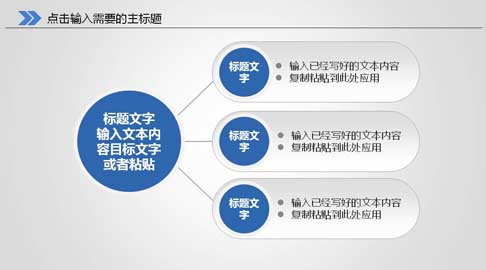 点击输入需要的主标题
标题文
字
输入已经写好的文本内容
复制粘贴到此处应用
标题文字
输入文本内
容目标文字
或者粘贴
标题文
字
输入已经写好的文本内容
复制粘贴到此处应用
标题文
字
输入已经写好的文本内容
复制粘贴到此处应用